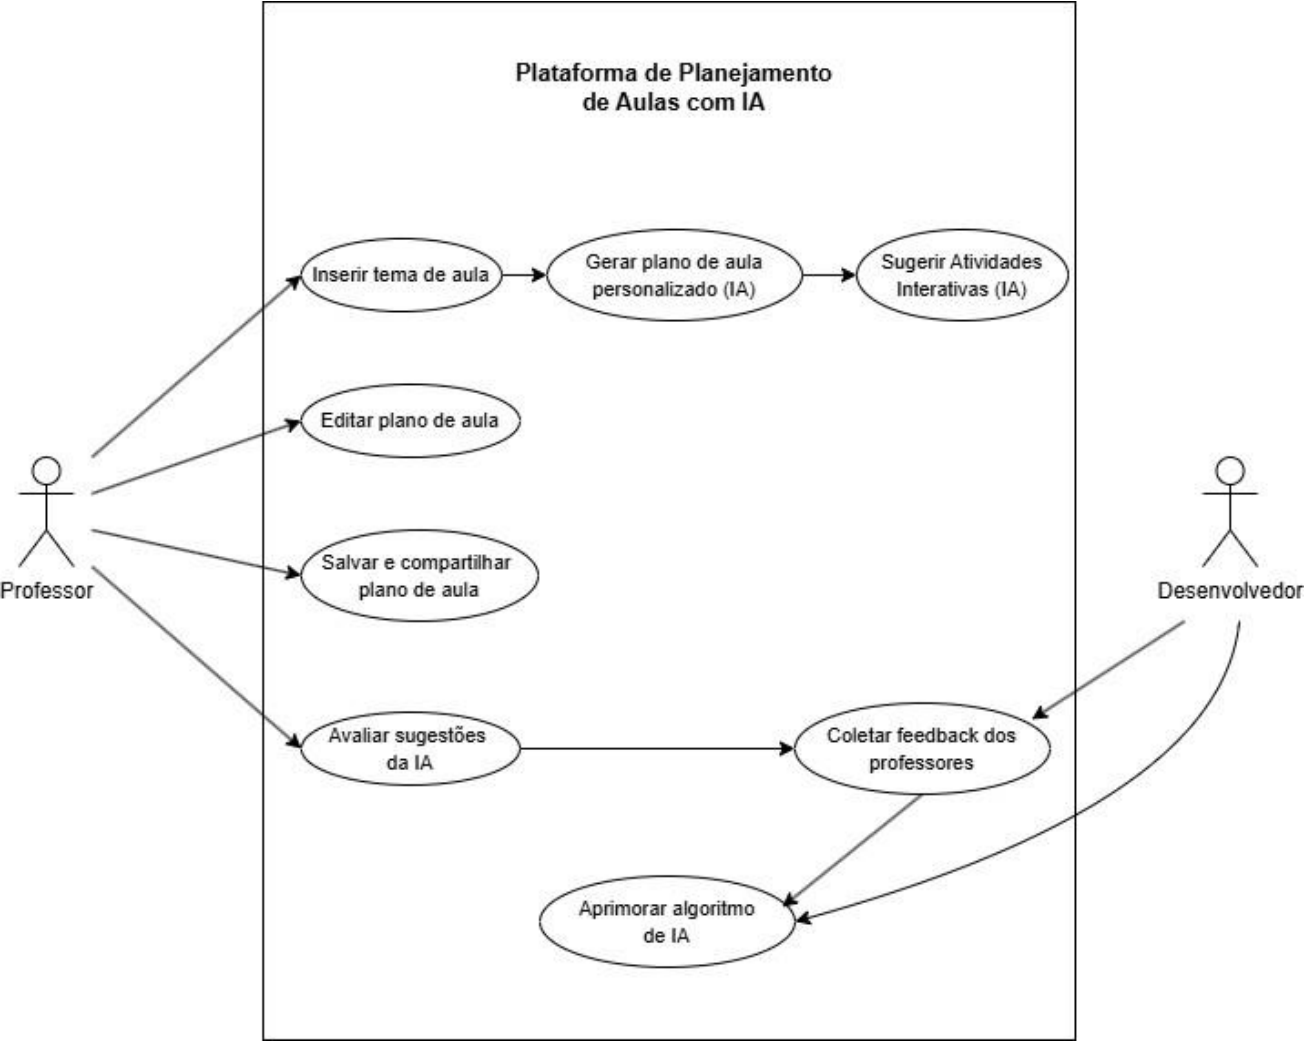 Plataforma de Planejamento
de Aulas com IA
Inserir tema de aula
Gerar plano de aula
personalizado (IA)
Sugerir Atividades
Interativas (IA)
Editar plano de aula
Salvar e compartilhar
plano de aula
Professor
Desenvolvedor
Avaliar sugestões
da IA
Coletar feedback dos
professores
Aprimorar algoritmo
de IA